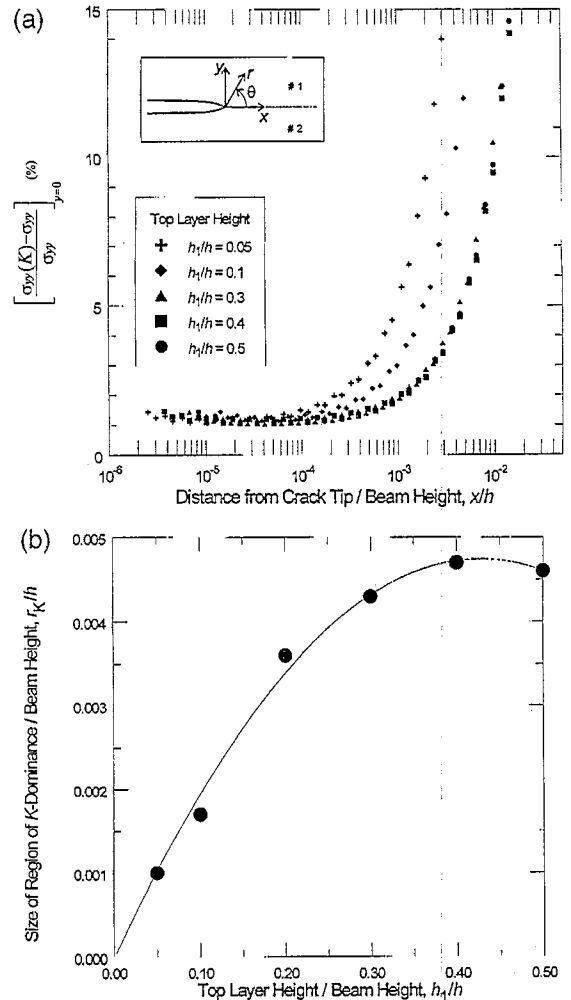 (a)
15
10
5
0
[σyy(K)−σyy / σyy]y=0 (%)
y
r
θ
x
#1
#2
Top Layer Height
h₁/h = 0.05
h₁/h = 0.1
h₁/h = 0.3
h₁/h = 0.4
h₁/h = 0.5
10⁻⁶ 10⁻⁵ 10⁻⁴ 10⁻³ 10⁻²
Distance from Crack Tip / Beam Height, x/h
(b)
0.005
0.004
0.003
0.002
0.001
0.000
Size of Region of K-Dominance / Beam Height, rK/h
0.00 0.10 0.20 0.30 0.40 0.50
Top Layer Height / Beam Height, h₁/h